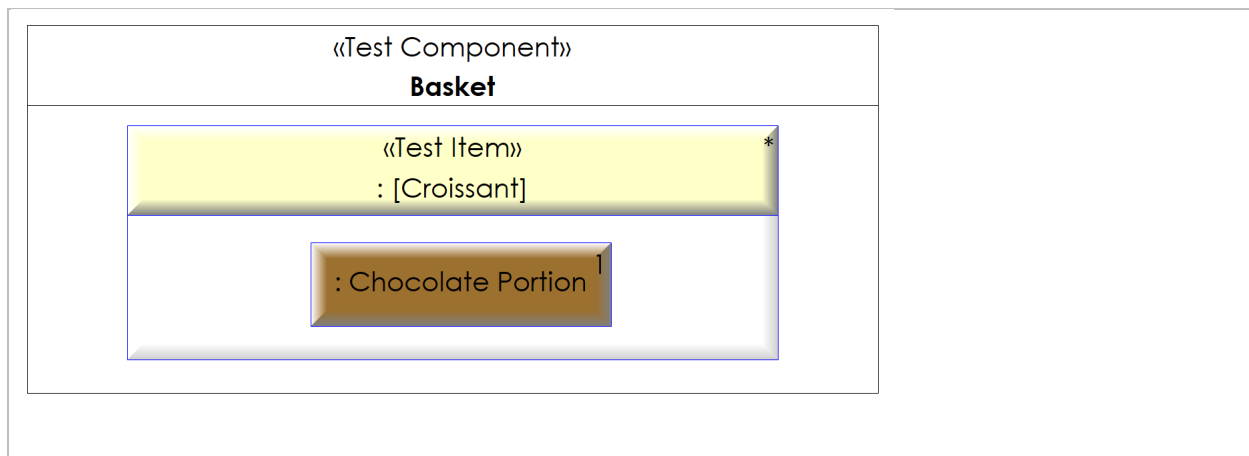 «Test Component»
Basket
«Test Item»
*
: [Croissant]
1
: Chocolate Portion